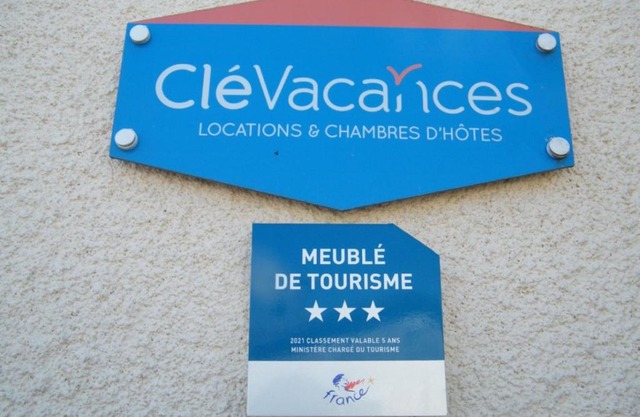 CléVacances
LOCATIONS & CHAMBRES D'HÔTES
MEUBLÉ
DE TOURISME
2021 CLASSEMENT VALABLE 5 ANS
MINISTÈRE CHARGÉ DU TOURISME
france